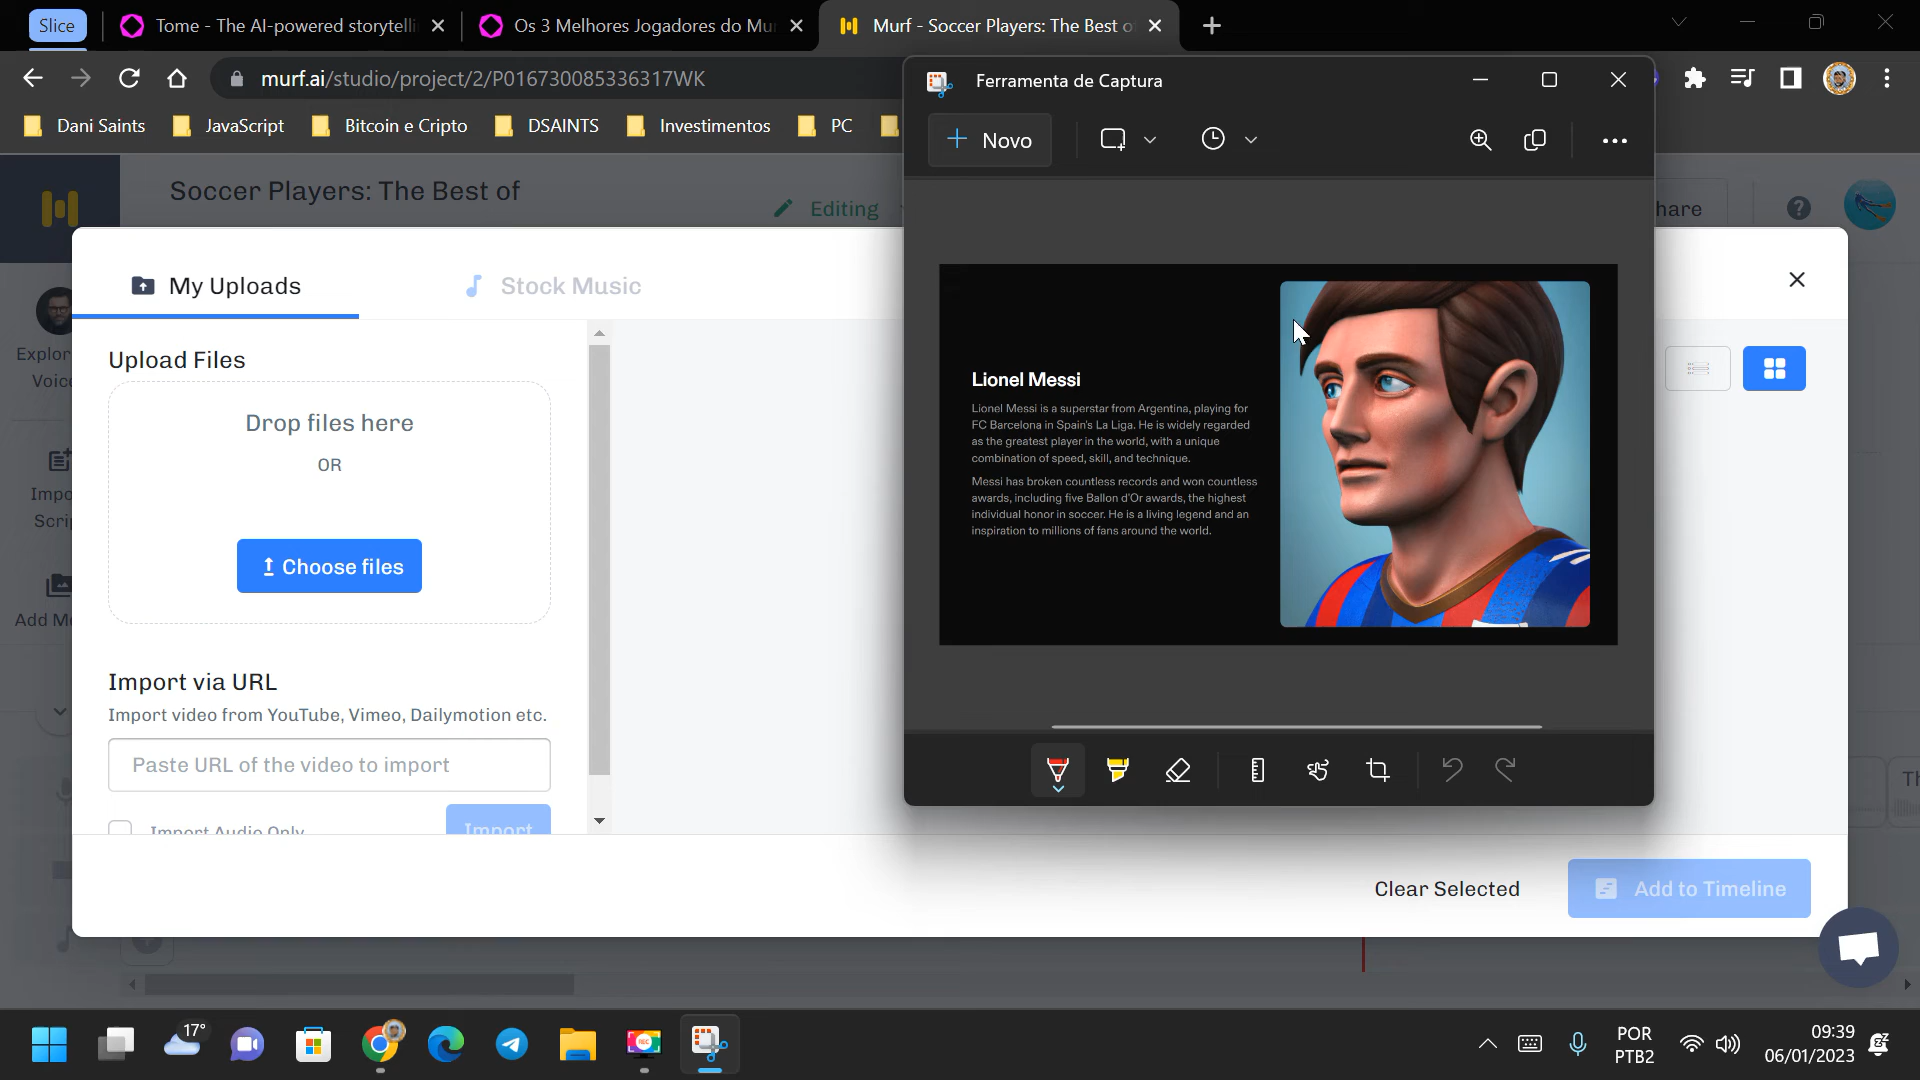 Slice
Tome - The AI-powered storytelli
Os 3 Melhores Jogadores do Mu
Murf - Soccer Players: The Best o
murf.ai/studio/project/2/P016730085336317WK
Dani Saints
JavaScript
Bitcoin e Cripto
DSAINTS
Investimentos
PC
Ferramenta de Captura
Novo
Soccer Players: The Best of
Editing
hare
My Uploads
Stock Music
Explor
Voic
Impo
Scrip
Add Me
Upload Files
Drop files here
OR
Choose files
Import via URL
Import video from YouTube, Vimeo, Dailymotion etc.
Paste URL of the video to import
Import Audio Only
Import
Lionel Messi
Lionel Messi is a superstar from Argentina, playing for
FC Barcelona in Spain's La Liga. He is widely regarded
as the greatest player in the world, with a unique
combination of speed, skill, and technique.
Messi has broken countless records and won countless
awards, including five Ballon d'Or awards, the highest
individual honor in soccer. He is a living legend and an
inspiration to millions of fans around the world.
Th
Clear Selected
Add to Timeline
17°
REC
POR
PTB2
09:39
06/01/2023